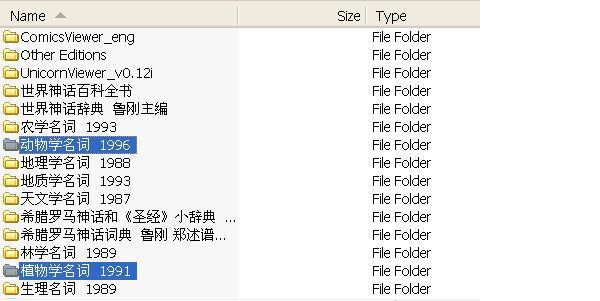 Name Size Type
ComicsViewer_eng File Folder
Other Editions File Folder
UnicornViewer_v0.12i File Folder
世界神话百科全书 File Folder
世界神话辞典 鲁刚主编 File Folder
农学名词 1993 File Folder
动物学名词 1996 File Folder
地理学名词 1988 File Folder
地质学名词 1993 File Folder
天文学名词 1987 File Folder
希腊罗马神话和《圣经》小辞典 ... File Folder
希腊罗马神话词典 鲁刚 郑述谱... File Folder
林学名词 1989 File Folder
植物学名词 1991 File Folder
生理名词 1989 File Folder